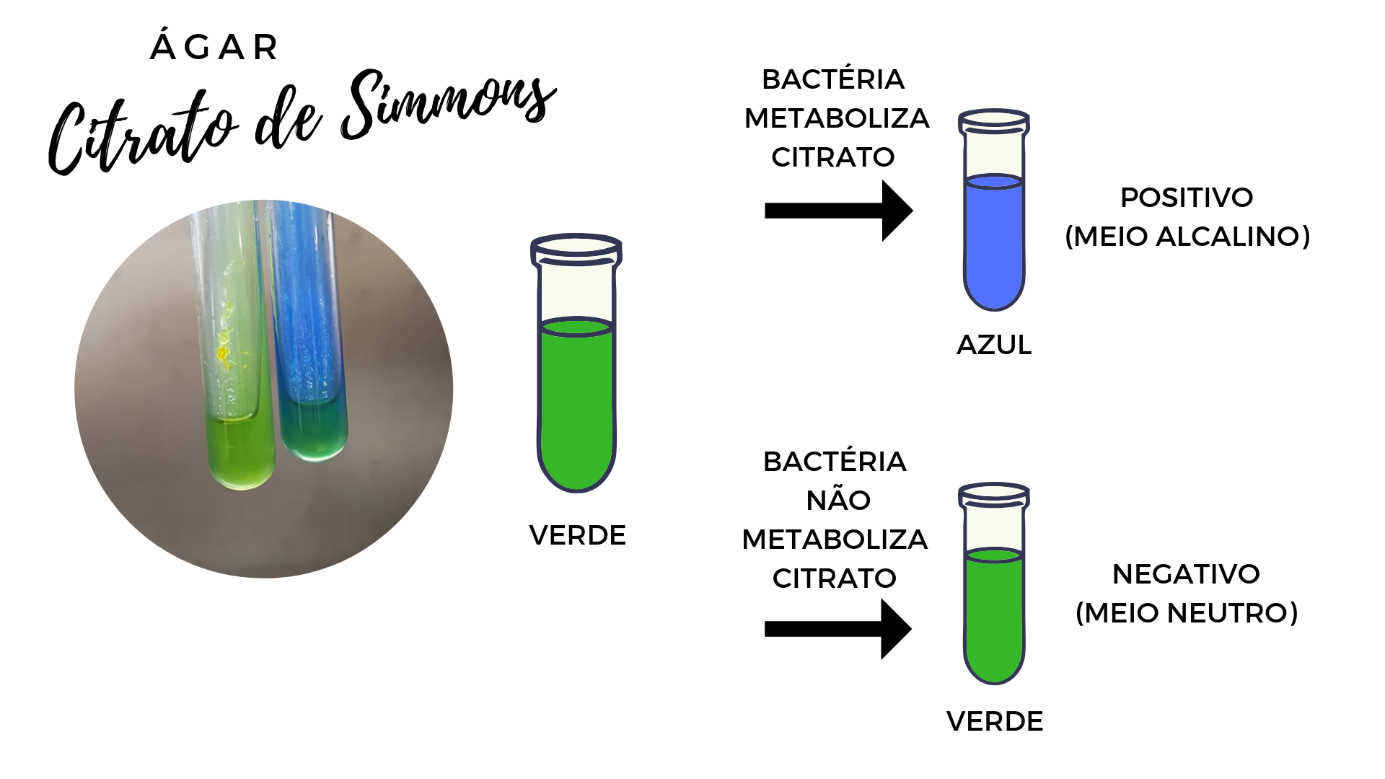 ÁGAR
Citrato de Simmons
VERDE
BACTÉRIA
METABOLIZA
CITRATO
AZUL
POSITIVO
(MEIO ALCALINO)
BACTÉRIA
NÃO
METABOLIZA
CITRATO
VERDE
NEGATIVO
(MEIO NEUTRO)